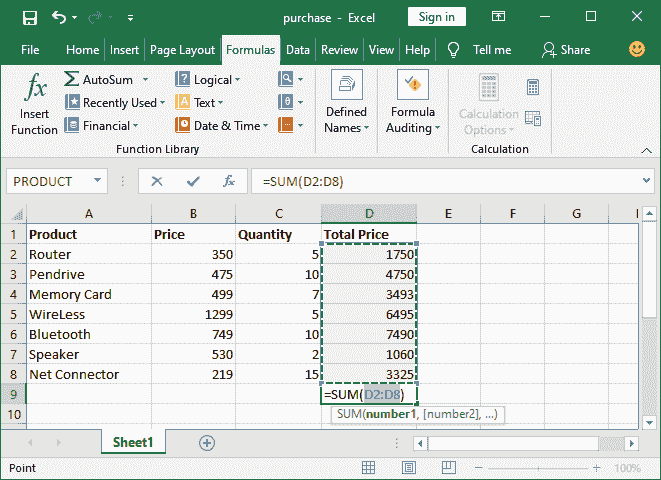 purchase - Excel
Sign in
File Home Insert Page Layout Formulas Data Review View Help Tell me Share
fx Insert Function
AutoSum
Recently Used
Financial
Logical
Text
Date & Time
θ
Defined Names
Formula Auditing
Calculation Options
Function Library
Calculation
PRODUCT fx =SUM(D2:D8)
A B C D E F G H
1 Product Price Quantity Total Price
2 Router 350 5 1750
3 Pendrive 475 10 4750
4 Memory Card 499 7 3493
5 WireLess 1299 5 6495
6 Bluetooth 749 10 7490
7 Speaker 530 2 1060
8 Net Connector 219 15 3325
9 =SUM(D2:D8)
10 SUM(number1, [number2], ...)
Sheet1
Point 100%